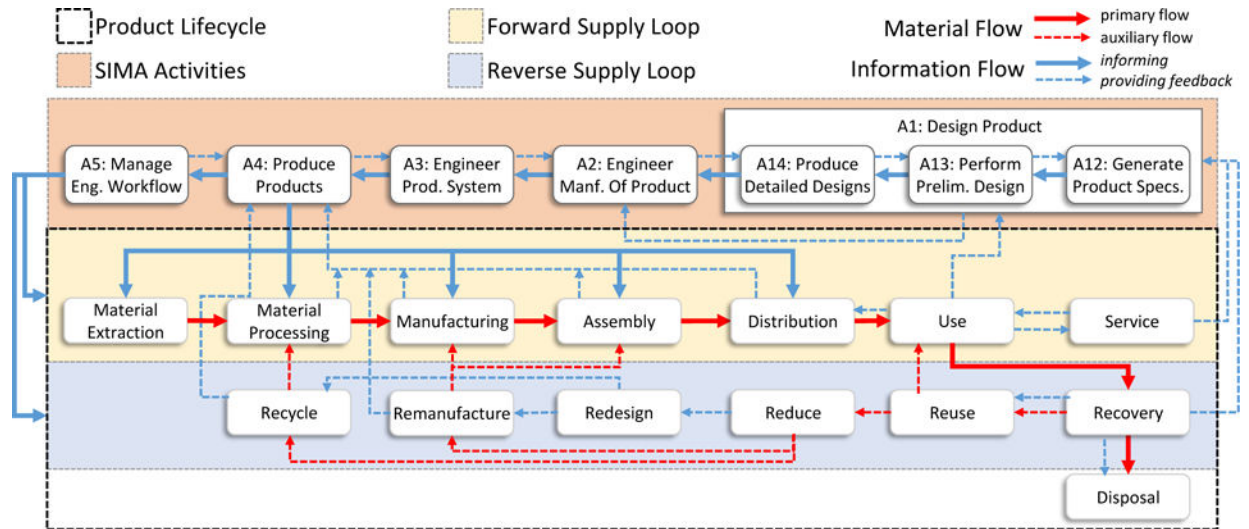 Product Lifecycle
Forward Supply Loop
Material Flow
primary flow
auxiliary flow
SIMA Activities
Reverse Supply Loop
Information Flow
informing
providing feedback
A1: Design Product
A5: Manage
Eng. Workflow
A4: Produce
Products
A3: Engineer
Prod. System
A2: Engineer
Manf. Of Product
A14: Produce
Detailed Designs
A13: Perform
Prelim. Design
A12: Generate
Product Specs.
Material
Extraction
Material
Processing
Manufacturing
Assembly
Distribution
Use
Service
Recycle
Remanufacture
Redesign
Reduce
Reuse
Recovery
Disposal